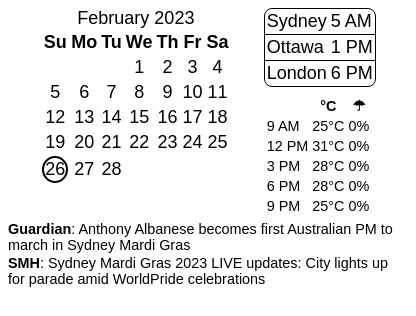 February 2023
Su Mo Tu We Th Fr Sa
1 2 3 4
5 6 7 8 9 10 11
12 13 14 15 16 17 18
19 20 21 22 23 24 25
26 27 28
Sydney 5 AM
Ottawa 1 PM
London 6 PM
°C ☂
9 AM 25°C 0%
12 PM 31°C 0%
3 PM 28°C 0%
6 PM 28°C 0%
9 PM 25°C 0%
Guardian: Anthony Albanese becomes first Australian PM to
march in Sydney Mardi Gras
SMH: Sydney Mardi Gras 2023 LIVE updates: City lights up
for parade amid WorldPride celebrations